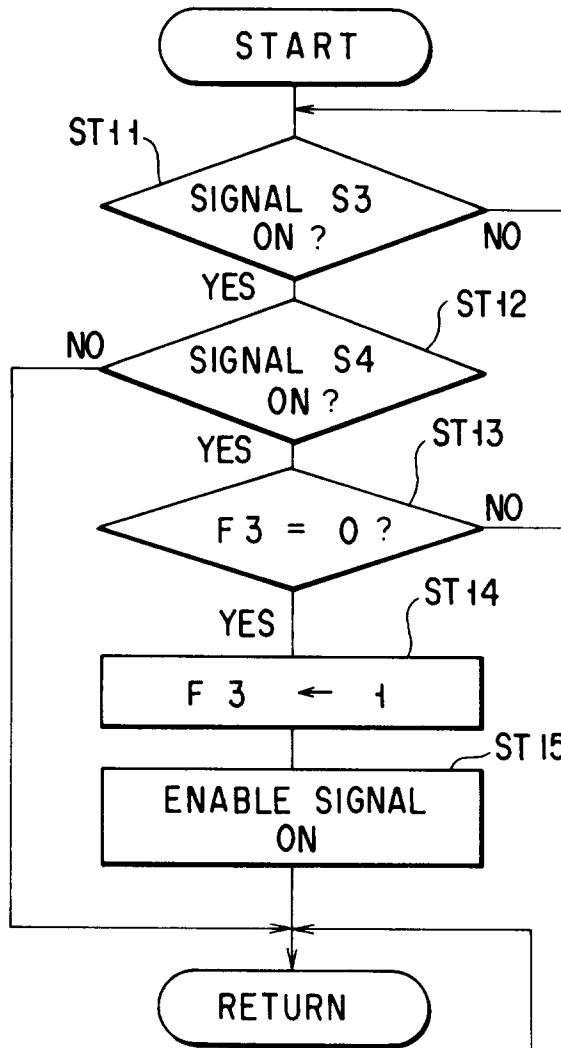 START
ST11
SIGNAL S3
ON ?
NO
YES
ST12
NO
SIGNAL S4
ON ?
YES
ST13
F3 = 0 ?
NO
YES
ST14
F3 ← 1
ST15
ENABLE SIGNAL
ON
RETURN